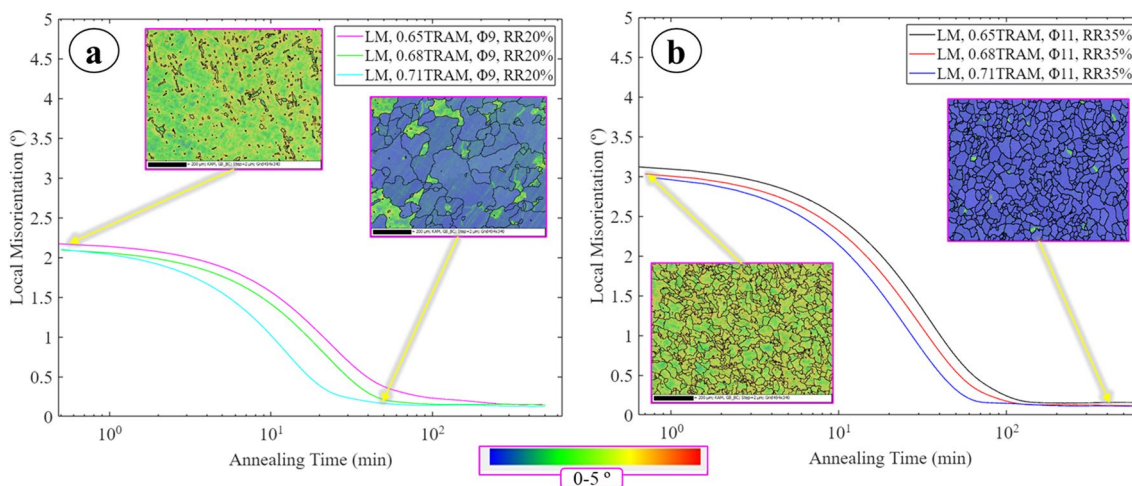 a
LM, 0.65TRAM, Φ9, RR20%
LM, 0.68TRAM, Φ9, RR20%
LM, 0.71TRAM, Φ9, RR20%
5
4.5
4
3.5
3
2.5
2
1.5
1
0.5
0
Local Misorientation (º)
10⁰
10¹
10²
Annealing Time (min)
b
LM, 0.65TRAM, Φ11, RR35%
LM, 0.68TRAM, Φ11, RR35%
LM, 0.71TRAM, Φ11, RR35%
5
4.5
4
3.5
3
2.5
2
1.5
1
0.5
0
Local Misorientation (º)
10⁰
10¹
10²
Annealing Time (min)
0-5 º